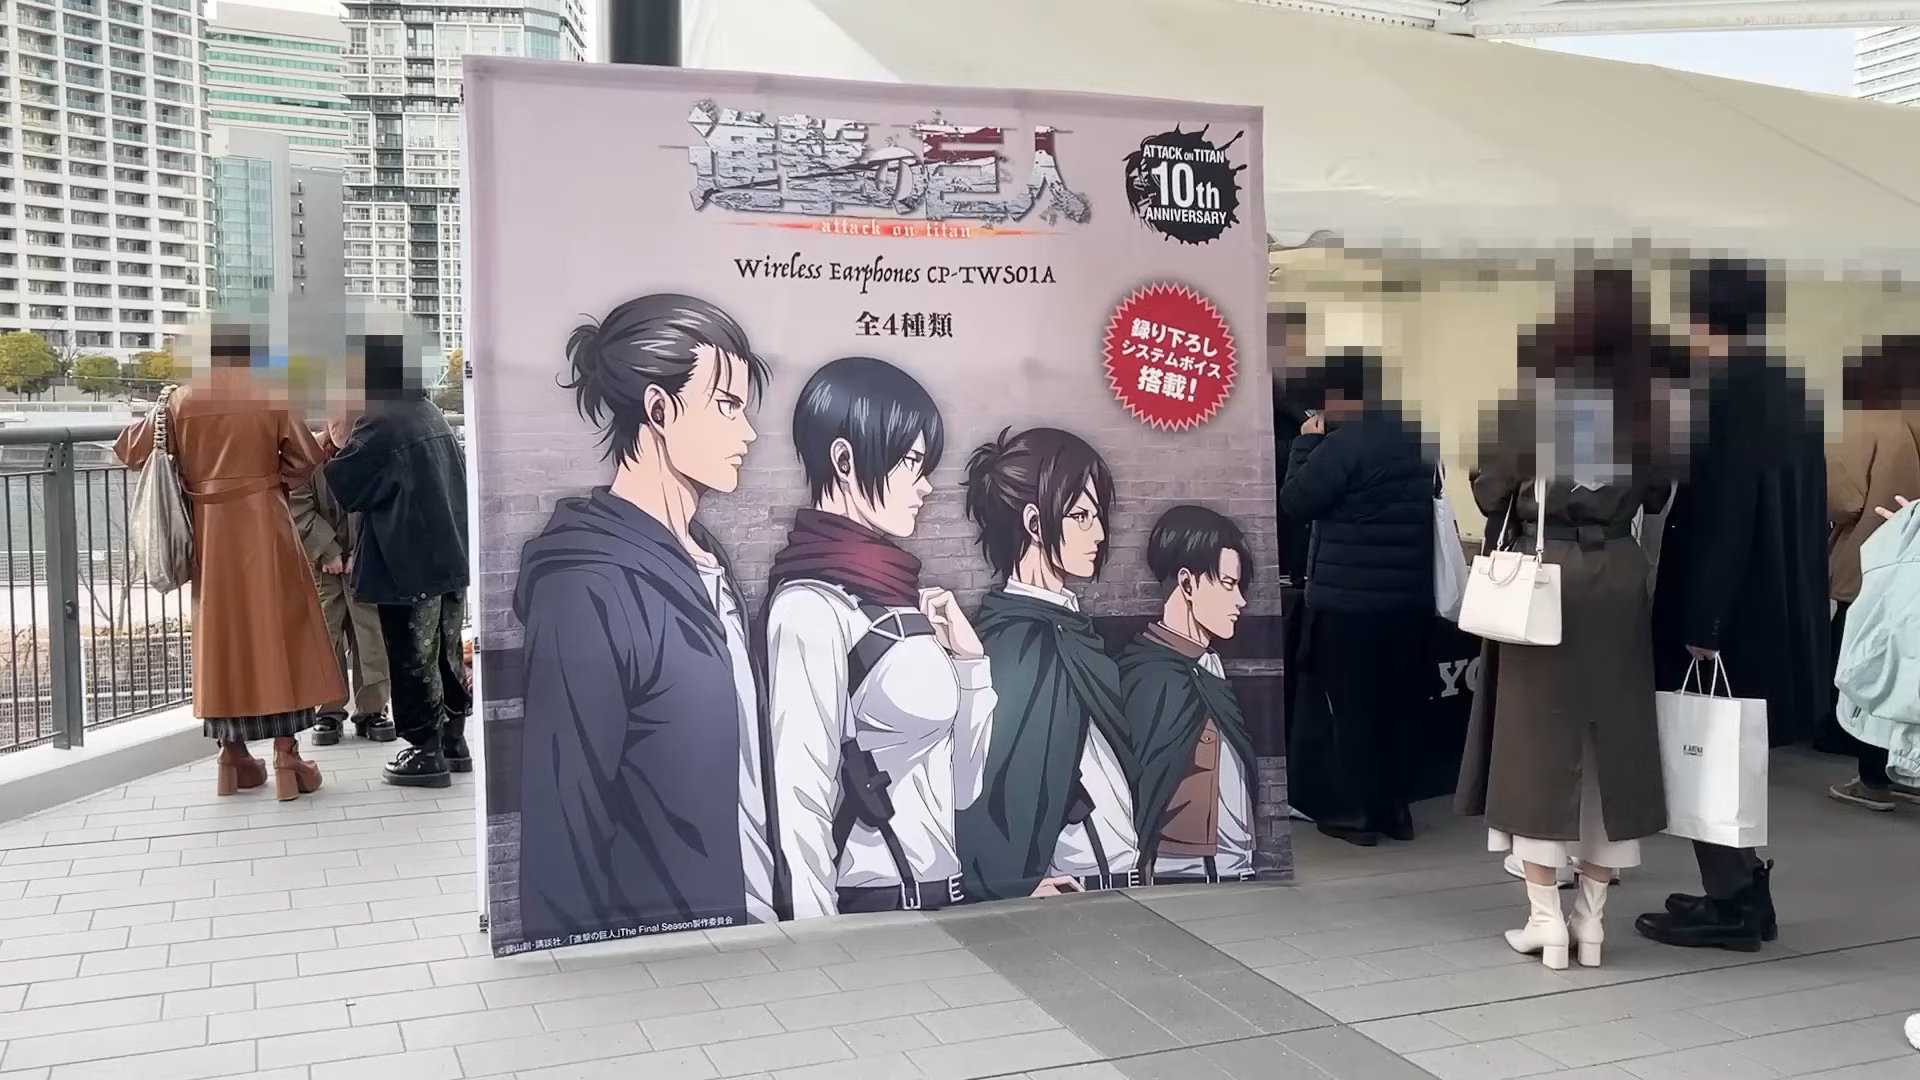 進撃の巨人
attack on titan
ATTACK ON TITAN
10th
ANNIVERSARY
Wireless Earphones CP-TWS01A
全4種類
録り下ろし
システムボイス
搭載!
©諫山創・講談社／「進撃の巨人」The Final Season製作委員会
K ARENA